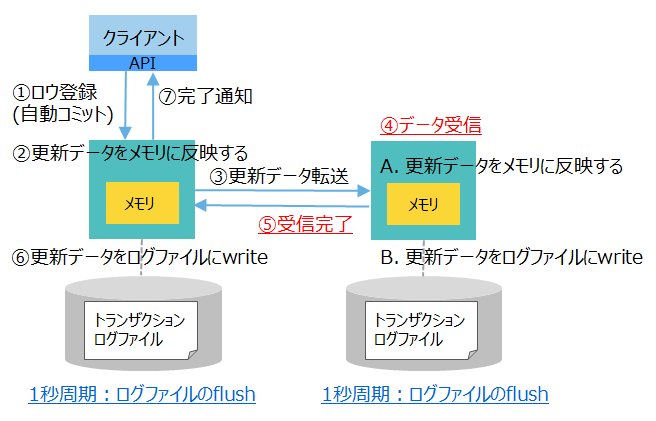 クライアント
API
①ロウ登録
(自動コミット)
⑦完了通知
④データ受信
②更新データをメモリに反映する
A. 更新データをメモリに反映する
③更新データ転送
メモリ
メモリ
⑤受信完了
⑥更新データをログファイルにwrite
B. 更新データをログファイルにwrite
トランザクション
ログファイル
トランザクション
ログファイル
1秒周期：ログファイルのflush
1秒周期：ログファイルのflush